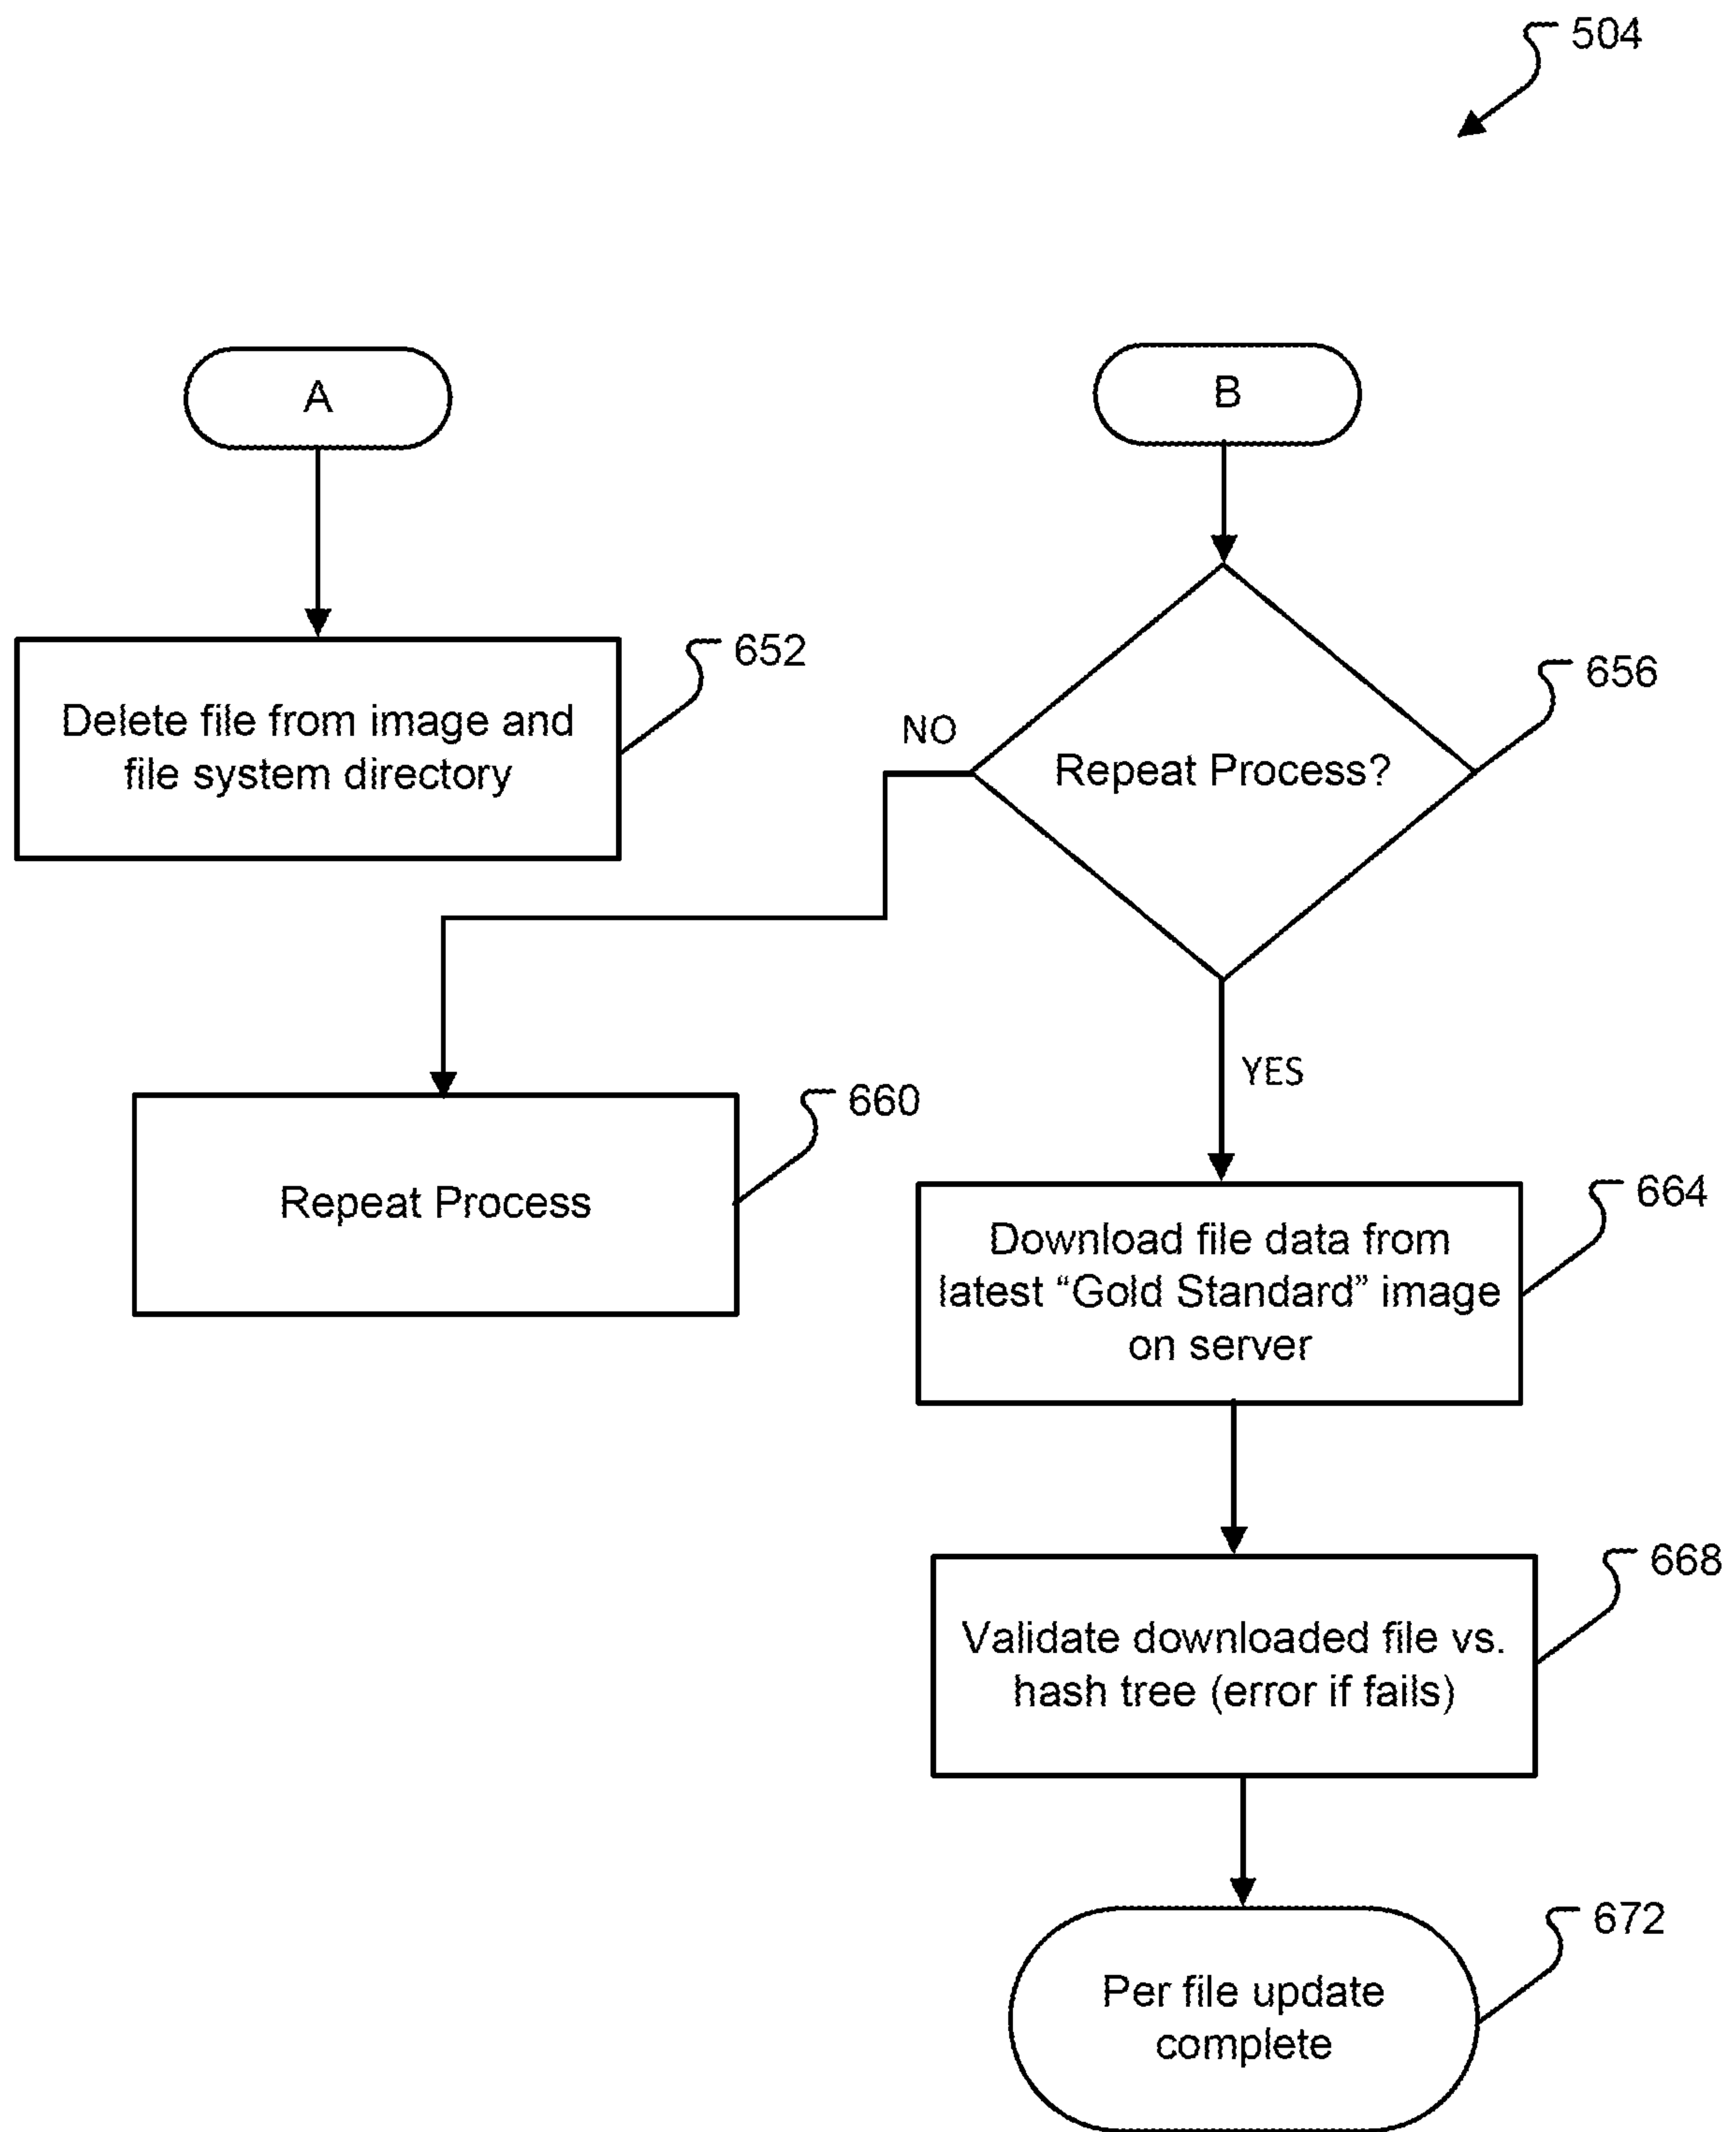 504
A
B
652
Delete file from image and
file system directory
656
NO
Repeat Process?
YES
660
Repeat Process
664
Download file data from
latest “Gold Standard” image
on server
668
Validate downloaded file vs.
hash tree (error if fails)
672
Per file update
complete